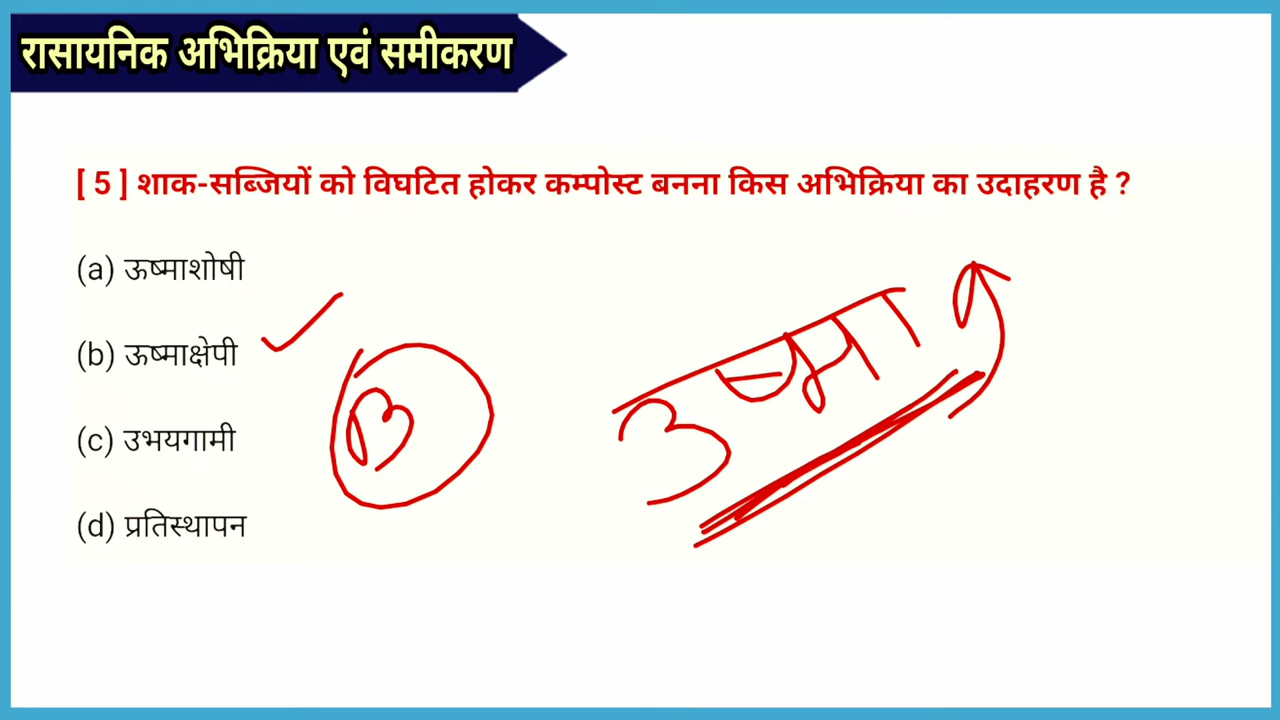 रासायनिक अभिक्रिया एवं समीकरण
[ 5 ] शाक-सब्जियों को विघटित होकर कम्पोस्ट बनना किस अभिक्रिया का उदाहरण है ?
(a) ऊष्माशोषी
(b) ऊष्माक्षेपी
(c) उभयगामी
(d) प्रतिस्थापन
B
उष्मा